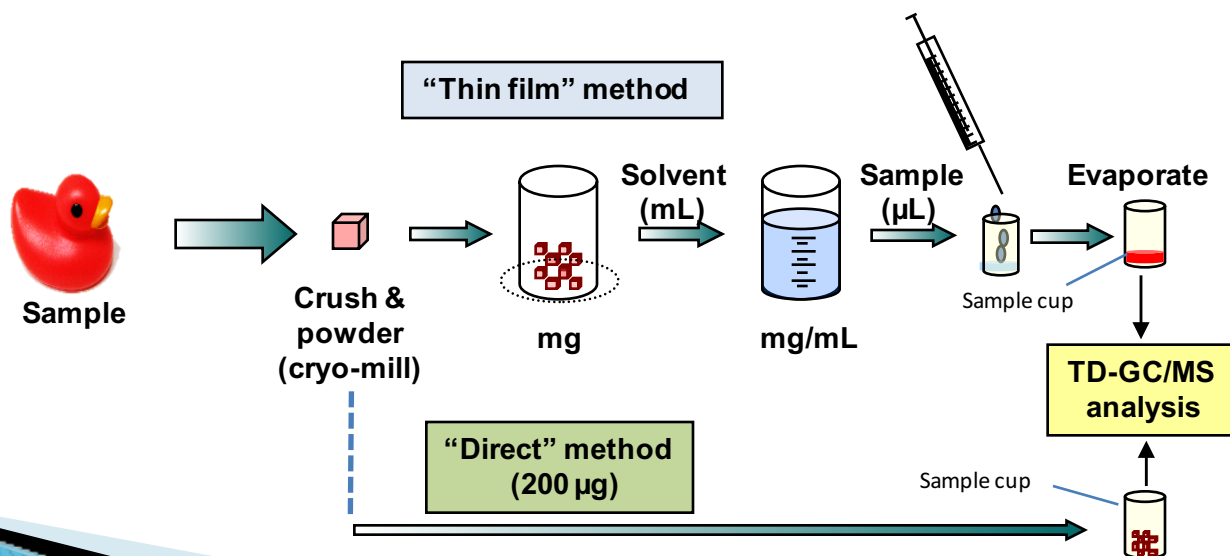 “Thin film” method
Solvent
(mL)
Sample
(µL)
Evaporate
Sample
Crush &
powder
(cryo-mill)
mg
mg/mL
Sample cup
TD-GC/MS
analysis
“Direct” method
(200 µg)
Sample cup